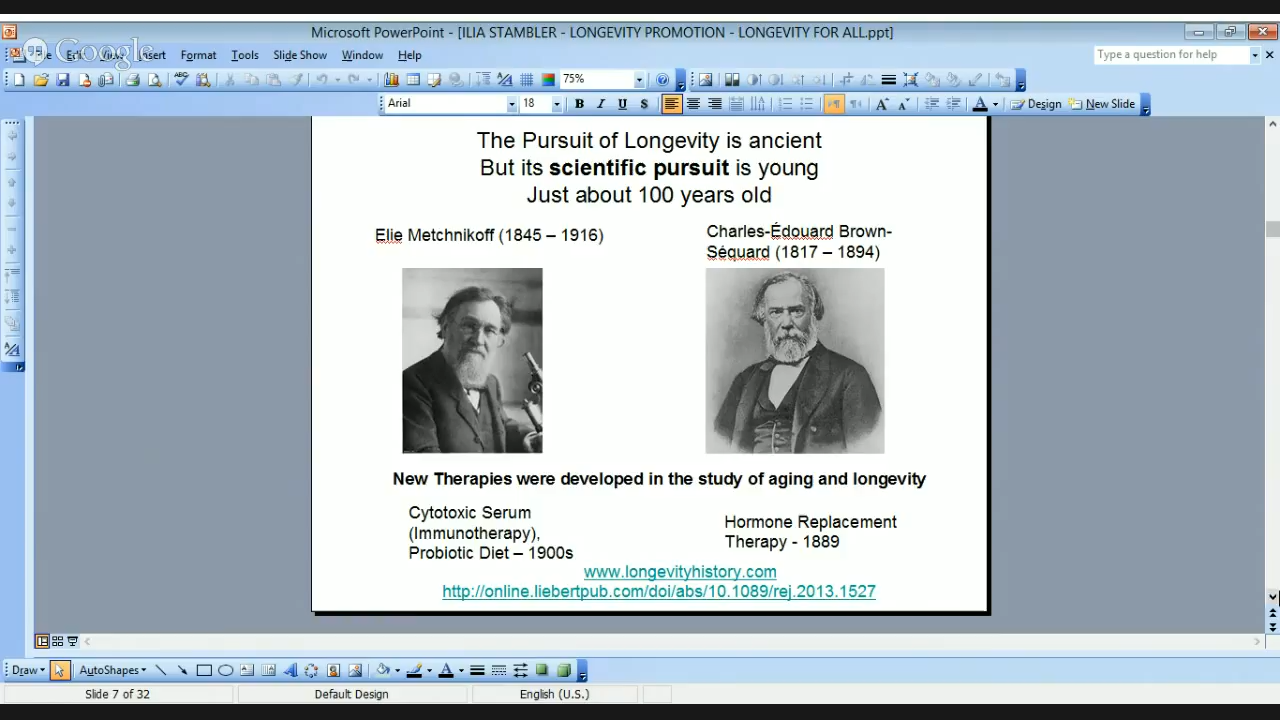 Microsoft PowerPoint - [ILIA STAMBLER - LONGEVITY PROMOTION - LONGEVITY FOR ALL.ppt]
Google
Insert Format Tools Slide Show Window Help
Type a question for help
75%
Arial 18 B I U S Design New Slide
The Pursuit of Longevity is ancient
But its scientific pursuit is young
Just about 100 years old
Elie Metchnikoff (1845 – 1916)
Charles-Édouard Brown-
Séquard (1817 – 1894)
New Therapies were developed in the study of aging and longevity
Cytotoxic Serum
(Immunotherapy),
Probiotic Diet – 1900s
Hormone Replacement
Therapy - 1889
www.longevityhistory.com
http://online.liebertpub.com/doi/abs/10.1089/rej.2013.1527
Draw AutoShapes
Slide 7 of 32 Default Design English (U.S.)